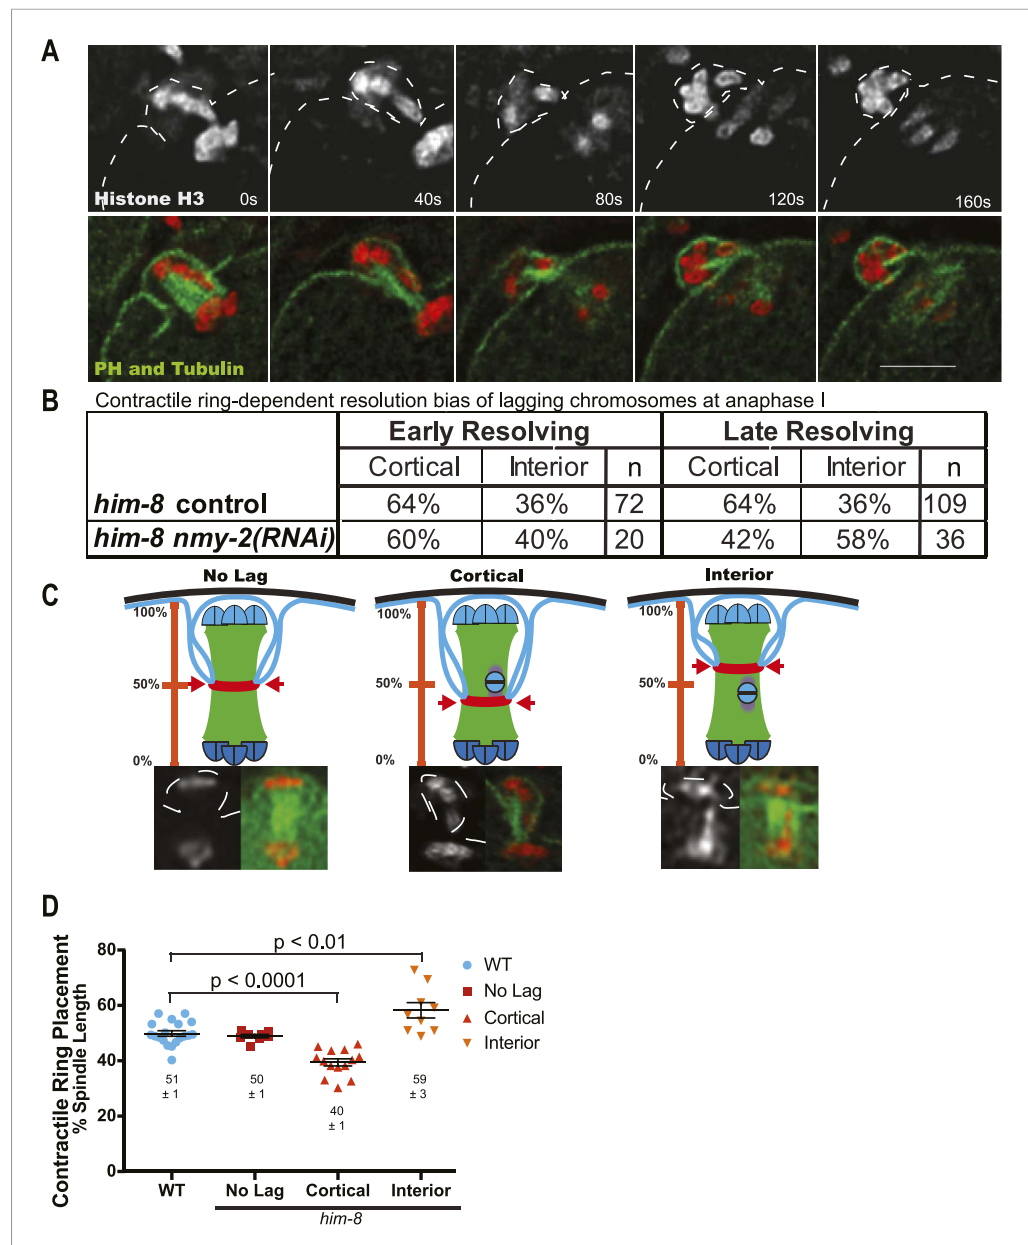 A
Histone H3
0s
40s
80s
120s
160s
PH and Tubulin
B
Contractile ring-dependent resolution bias of lagging chromosomes at anaphase I
Early Resolving Late Resolving
Cortical Interior n Cortical Interior n
him-8 control 64% 36% 72 64% 36% 109
him-8 nmy-2(RNAi) 60% 40% 20 42% 58% 36
C
No Lag Cortical Interior
100% 100% 100%
50% 50% 50%
0% 0% 0%
D
Contractile Ring Placement
% Spindle Length
80
60
40
20
0
p < 0.01
p < 0.0001
WT
No Lag
Cortical
Interior
51
± 1
50
± 1
40
± 1
59
± 3
WT No Lag Cortical Interior
him-8